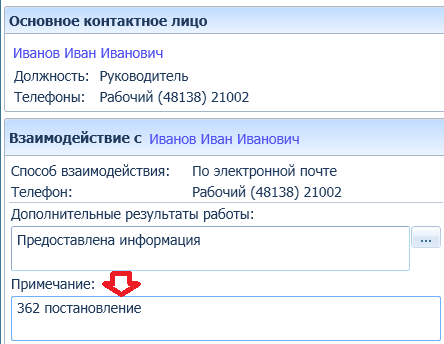 Основное контактное лицо
Иванов Иван Иванович
Должность: Руководитель
Телефоны: Рабочий (48138) 21002
Взаимодействие с Иванов Иван Иванович
Способ взаимодействия: По электронной почте
Телефон: Рабочий (48138) 21002
Дополнительные результаты работы:
Предоставлена информация
...
Примечание:
362 постановление